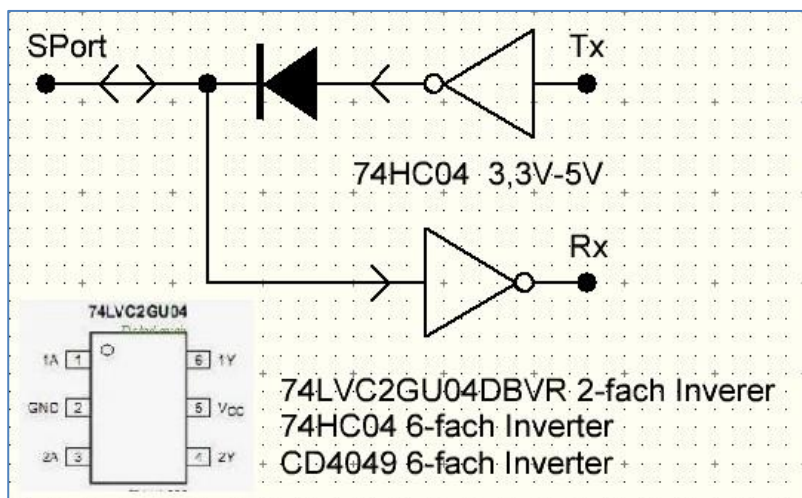 SPort
Tx
74HC04 3,3V-5V
Rx
74LVC2GU04
1A 1
6 1Y
GND 2
5 VCC
2A 3
4 2Y
74LVC2GU04DBVR 2-fach Inverer
74HC04 6-fach Inverter
CD4049 6-fach Inverter